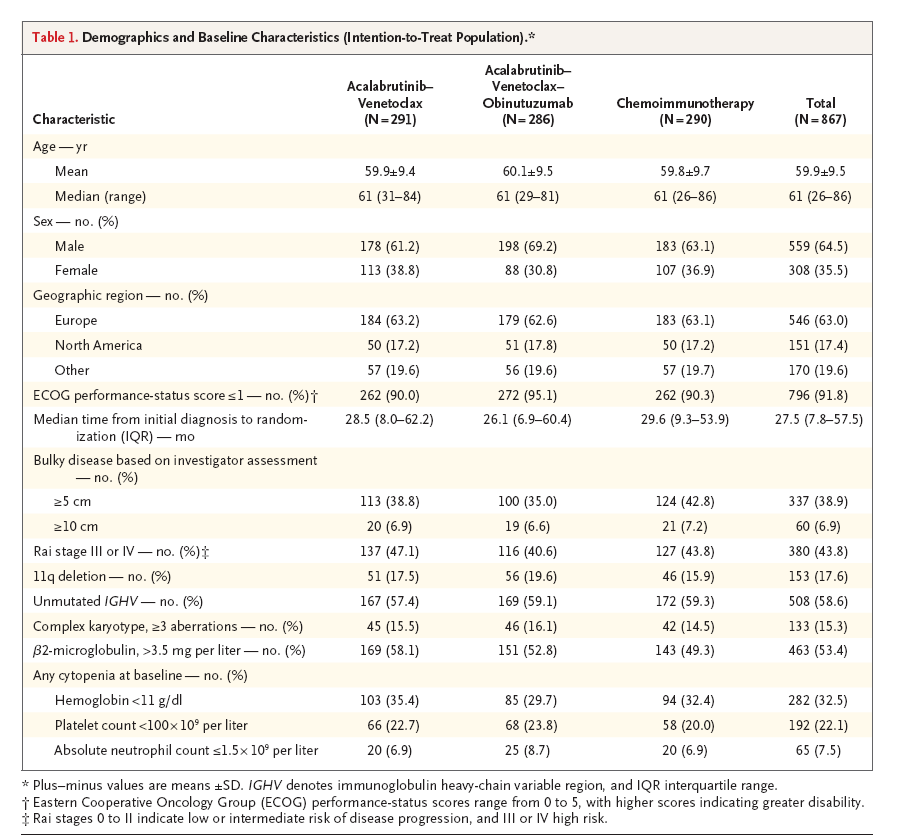 Table 1. Demographics and Baseline Characteristics (Intention-to-Treat Population).*
Characteristic Acalabrutinib–Venetoclax (N=291) Acalabrutinib–Venetoclax–Obinutuzumab (N=286) Chemoimmunotherapy (N=290) Total (N=867)
Age — yr
Mean 59.9±9.4 60.1±9.5 59.8±9.7 59.9±9.5
Median (range) 61 (31–84) 61 (29–81) 61 (26–86) 61 (26–86)
Sex — no. (%)
Male 178 (61.2) 198 (69.2) 183 (63.1) 559 (64.5)
Female 113 (38.8) 88 (30.8) 107 (36.9) 308 (35.5)
Geographic region — no. (%)
Europe 184 (63.2) 179 (62.6) 183 (63.1) 546 (63.0)
North America 50 (17.2) 51 (17.8) 50 (17.2) 151 (17.4)
Other 57 (19.6) 56 (19.6) 57 (19.7) 170 (19.6)
ECOG performance-status score ≤1 — no. (%)† 262 (90.0) 272 (95.1) 262 (90.3) 796 (91.8)
Median time from initial diagnosis to random- 28.5 (8.0–62.2) 26.1 (6.9–60.4) 29.6 (9.3–53.9) 27.5 (7.8–57.5)
ization (IQR) — mo
Bulky disease based on investigator assessment
— no. (%)
≥5 cm 113 (38.8) 100 (35.0) 124 (42.8) 337 (38.9)
≥10 cm 20 (6.9) 19 (6.6) 21 (7.2) 60 (6.9)
Rai stage III or IV — no. (%)‡ 137 (47.1) 116 (40.6) 127 (43.8) 380 (43.8)
11q deletion — no. (%) 51 (17.5) 56 (19.6) 46 (15.9) 153 (17.6)
Unmutated IGHV — no. (%) 167 (57.4) 169 (59.1) 172 (59.3) 508 (58.6)
Complex karyotype, ≥3 aberrations — no. (%) 45 (15.5) 46 (16.1) 42 (14.5) 133 (15.3)
β2-microglobulin, >3.5 mg per liter — no. (%) 169 (58.1) 151 (52.8) 143 (49.3) 463 (53.4)
Any cytopenia at baseline — no. (%)
Hemoglobin <11 g/dl 103 (35.4) 85 (29.7) 94 (32.4) 282 (32.5)
Platelet count <100×10⁹ per liter 66 (22.7) 68 (23.8) 58 (20.0) 192 (22.1)
Absolute neutrophil count ≤1.5×10⁹ per liter 20 (6.9) 25 (8.7) 20 (6.9) 65 (7.5)
* Plus–minus values are means ±SD. IGHV denotes immunoglobulin heavy-chain variable region, and IQR interquartile range.
† Eastern Cooperative Oncology Group (ECOG) performance-status scores range from 0 to 5, with higher scores indicating greater disability.
‡ Rai stages 0 to II indicate low or intermediate risk of disease progression, and III or IV high risk.